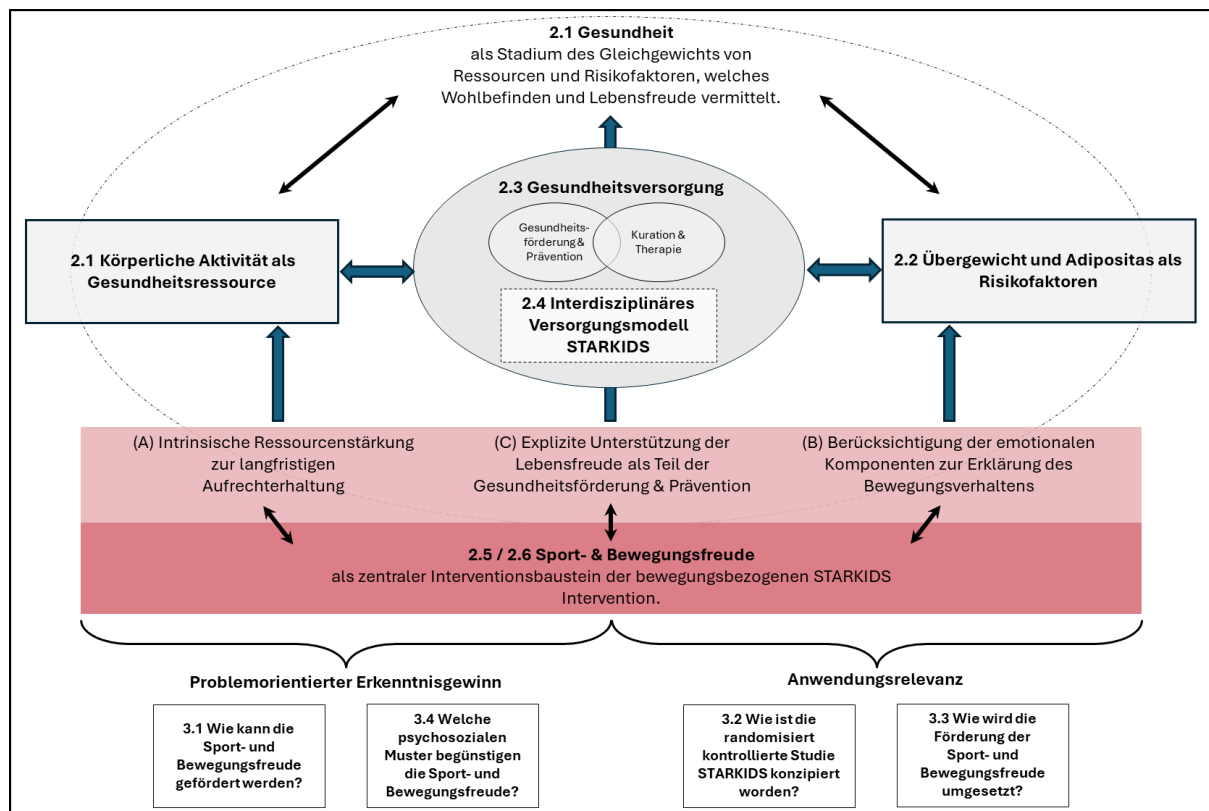 2.1 Gesundheit
als Stadium des Gleichgewichts von
Ressourcen und Risikofaktoren, welches
Wohlbefinden und Lebensfreude vermittelt.
2.3 Gesundheitsversorgung
Gesundheits-
förderung &
Prävention
Kuration &
Therapie
2.1 Körperliche Aktivität als
Gesundheitsressource
2.4 Interdisziplinäres
Versorgungsmodell
STARKIDS
2.2 Übergewicht und Adipositas als
Risikofaktoren
(A) Intrinsische Ressourcenstärkung
zur langfristigen
Aufrechterhaltung
(C) Explizite Unterstützung der
Lebensfreude als Teil der
Gesundheitsförderung & Prävention
(B) Berücksichtigung der emotionalen
Komponenten zur Erklärung des
Bewegungsverhaltens
2.5 / 2.6 Sport- & Bewegungsfreude
als zentraler Interventionsbaustein der bewegungsbezogenen STARKIDS
Intervention.
Problemorientierter Erkenntnisgewinn
Anwendungsrelevanz
3.1 Wie kann die
Sport- und
Bewegungsfreude
gefördert werden?
3.4 Welche
psychosozialen
Muster begünstigen
die Sport- und
Bewegungsfreude?
3.2 Wie ist die
randomisiert
kontrollierte Studie
STARKIDS konzipiert
worden?
3.3 Wie wird die
Förderung der
Sport- und
Bewegungsfreude
umgesetzt?